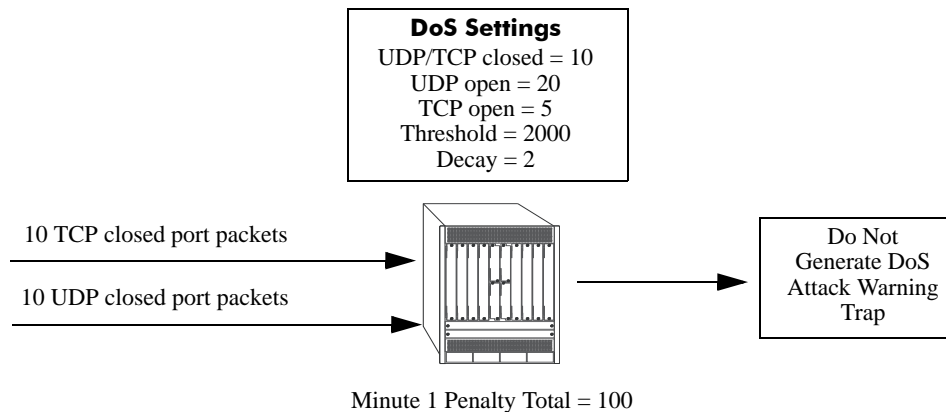 DoS Settings
UDP/TCP closed = 10
UDP open = 20
TCP open = 5
Threshold = 2000
Decay = 2
10 TCP closed port packets
10 UDP closed port packets
Do Not
Generate DoS
Attack Warning
Trap
Minute 1 Penalty Total = 100